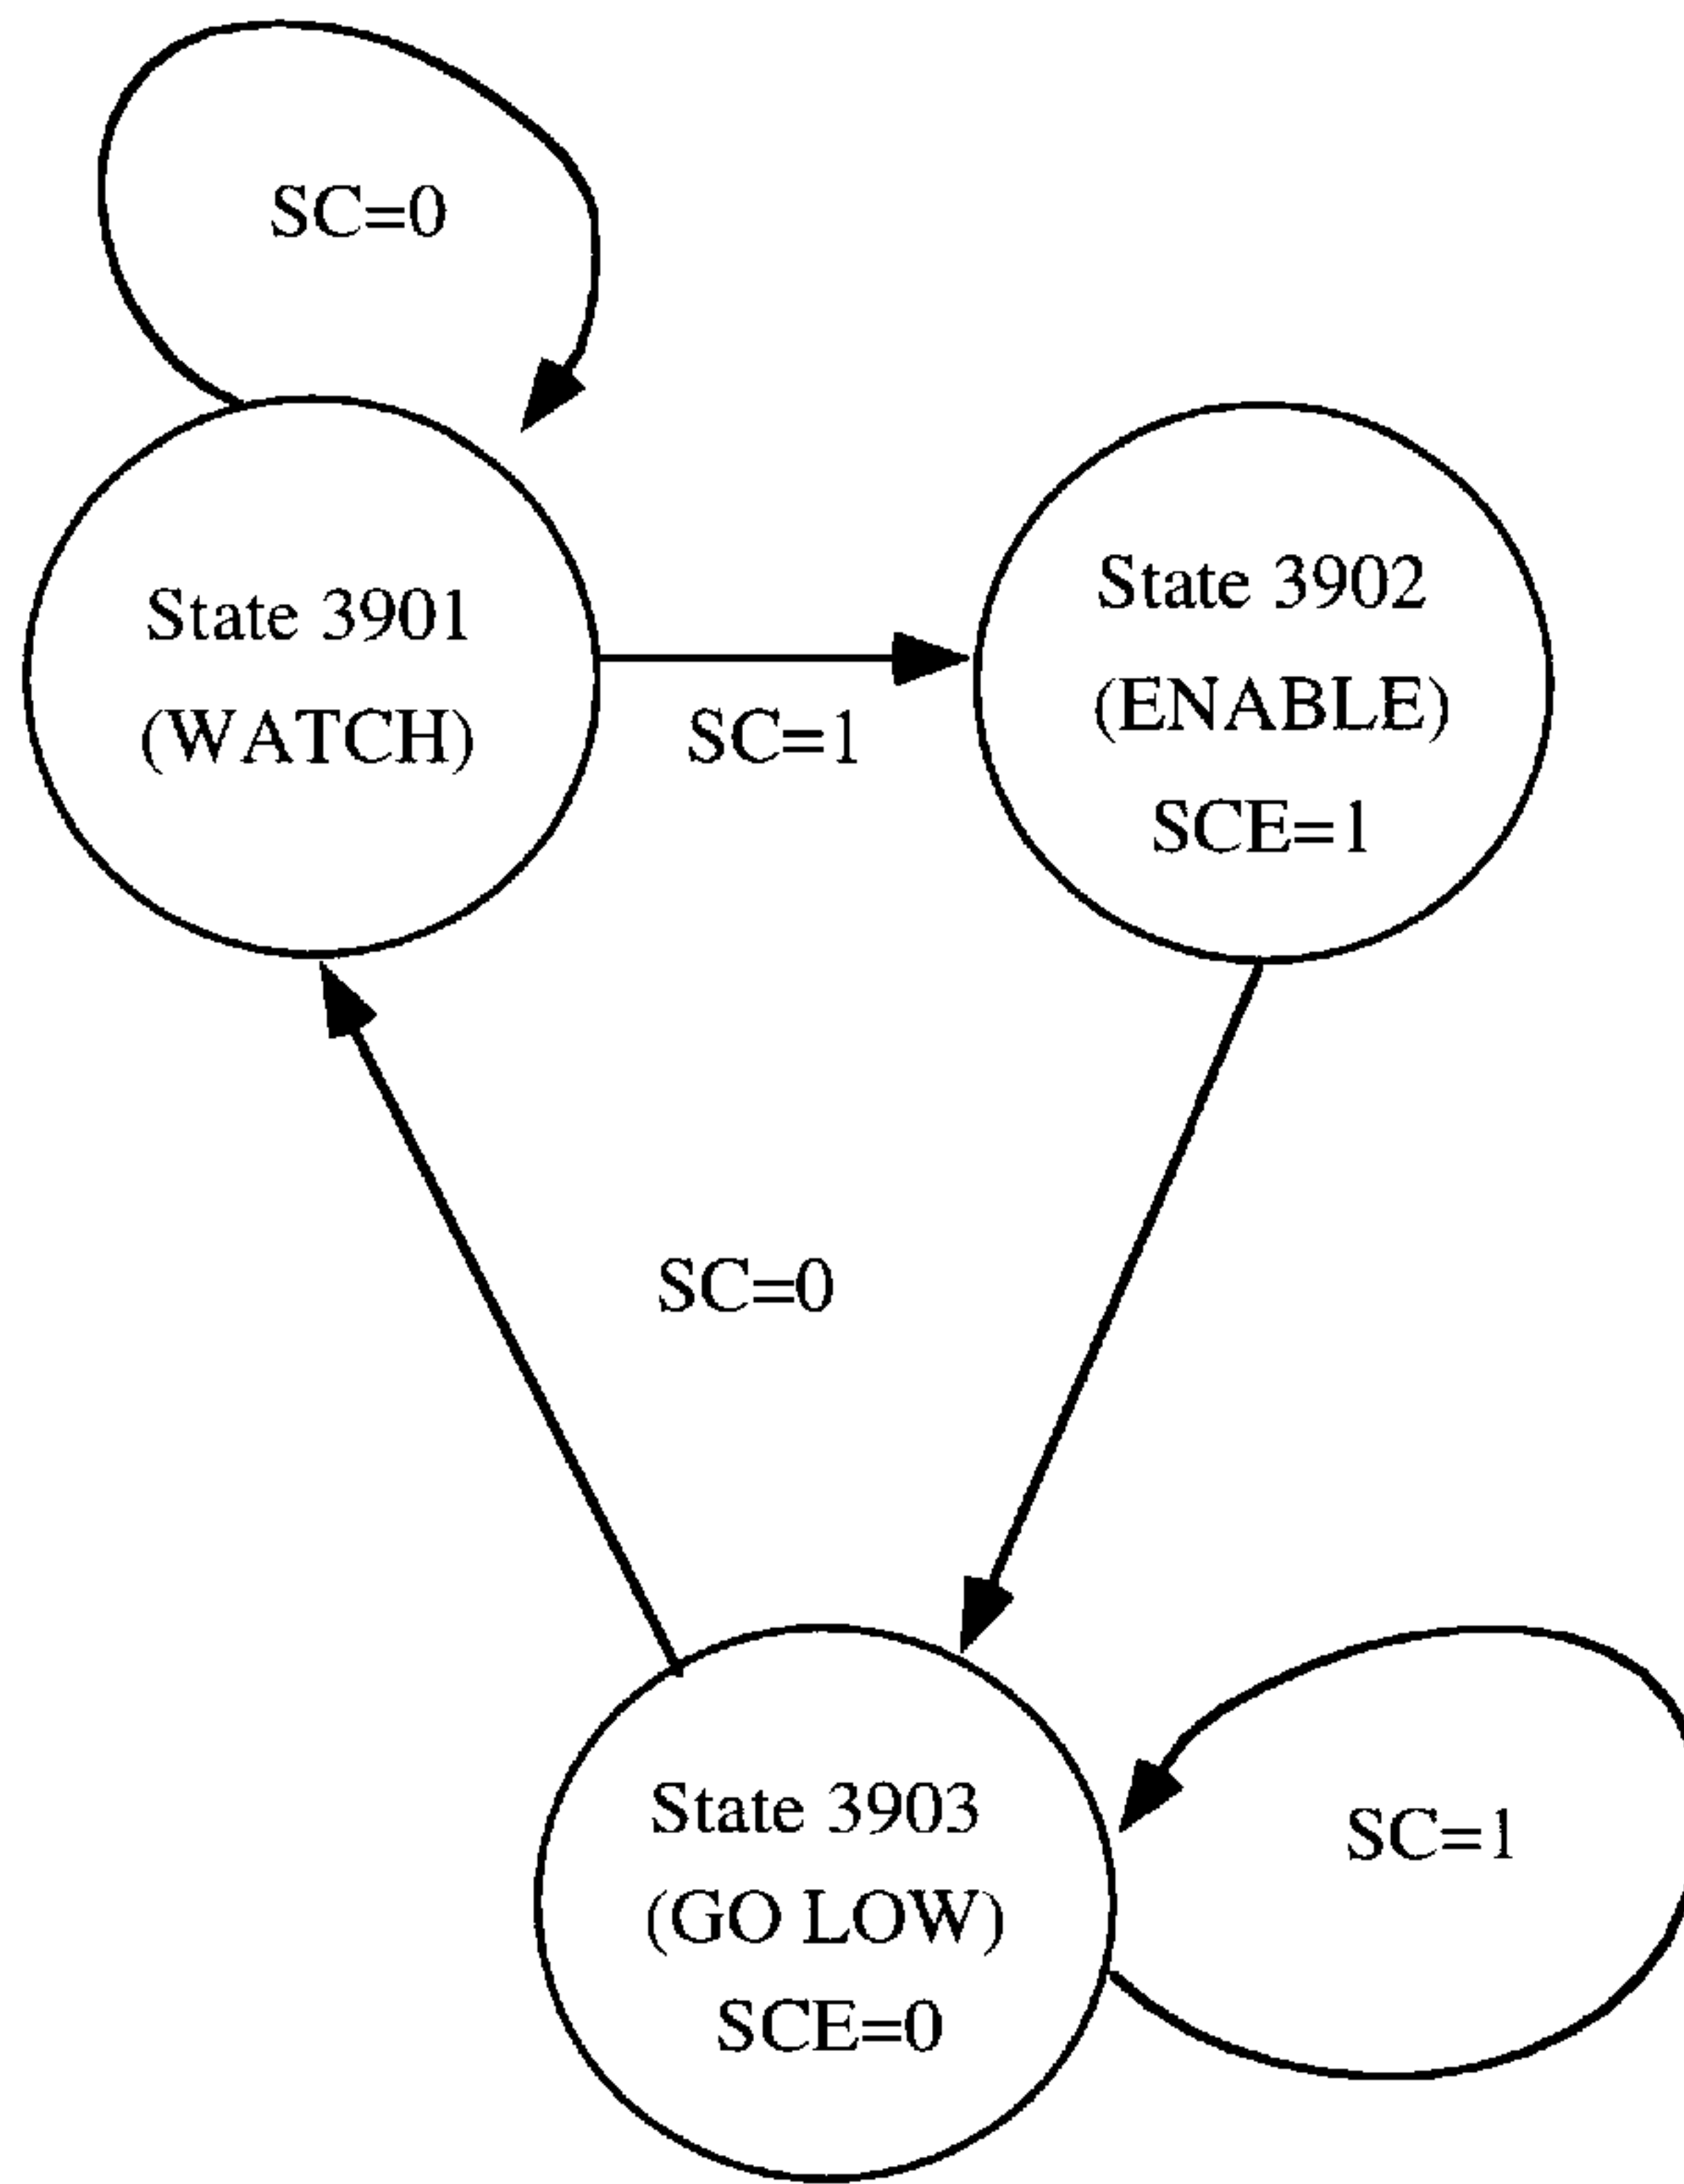 SC=0
State 3901
(WATCH)
SC=1
State 3902
(ENABLE)
SCE=1
SC=0
State 3903
(GO LOW)
SCE=0
SC=1